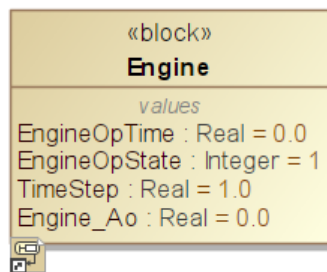 «block»
Engine
values
EngineOpTime : Real = 0.0
EngineOpState : Integer = 1
TimeStep : Real = 1.0
Engine_Ao : Real = 0.0